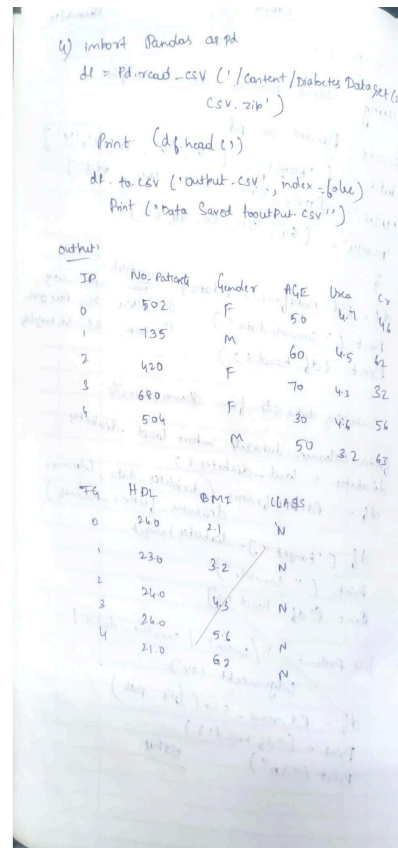 4) import Pandas as pd
df = Pd.read_csv ('/Content/Diabetes Dataset(
CSV.zip')
Print (df.head())
df.to_csv ('output.csv', index=false)
Print ("Data Saved to output.csv")
output:
ID No_Patients Gender AGE Urea Cr
0 502 F 50 4.7 46
1 735 M 60 4.5 62
2 420 F 70 4.3 32
3 680 F 30 4.6 56
4 504 M 50 3.2 63
TG HDL BMI CLASS
0 24.0 2.1 N
1 23.0 3.2 N
2 24.0 4.3 N
3 24.0 5.6 N
4 21.0 6.2 N